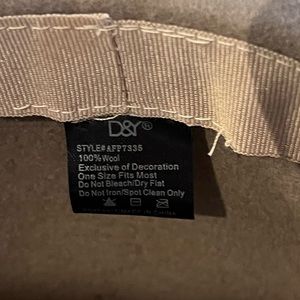 D&Y®
STYLE#AFP7335
100%Wool
Exclusive of Decoration
One Size Fits Most
Do Not Bleach/Dry Flat
Do Not Iron/Spot Clean Only
CHINA